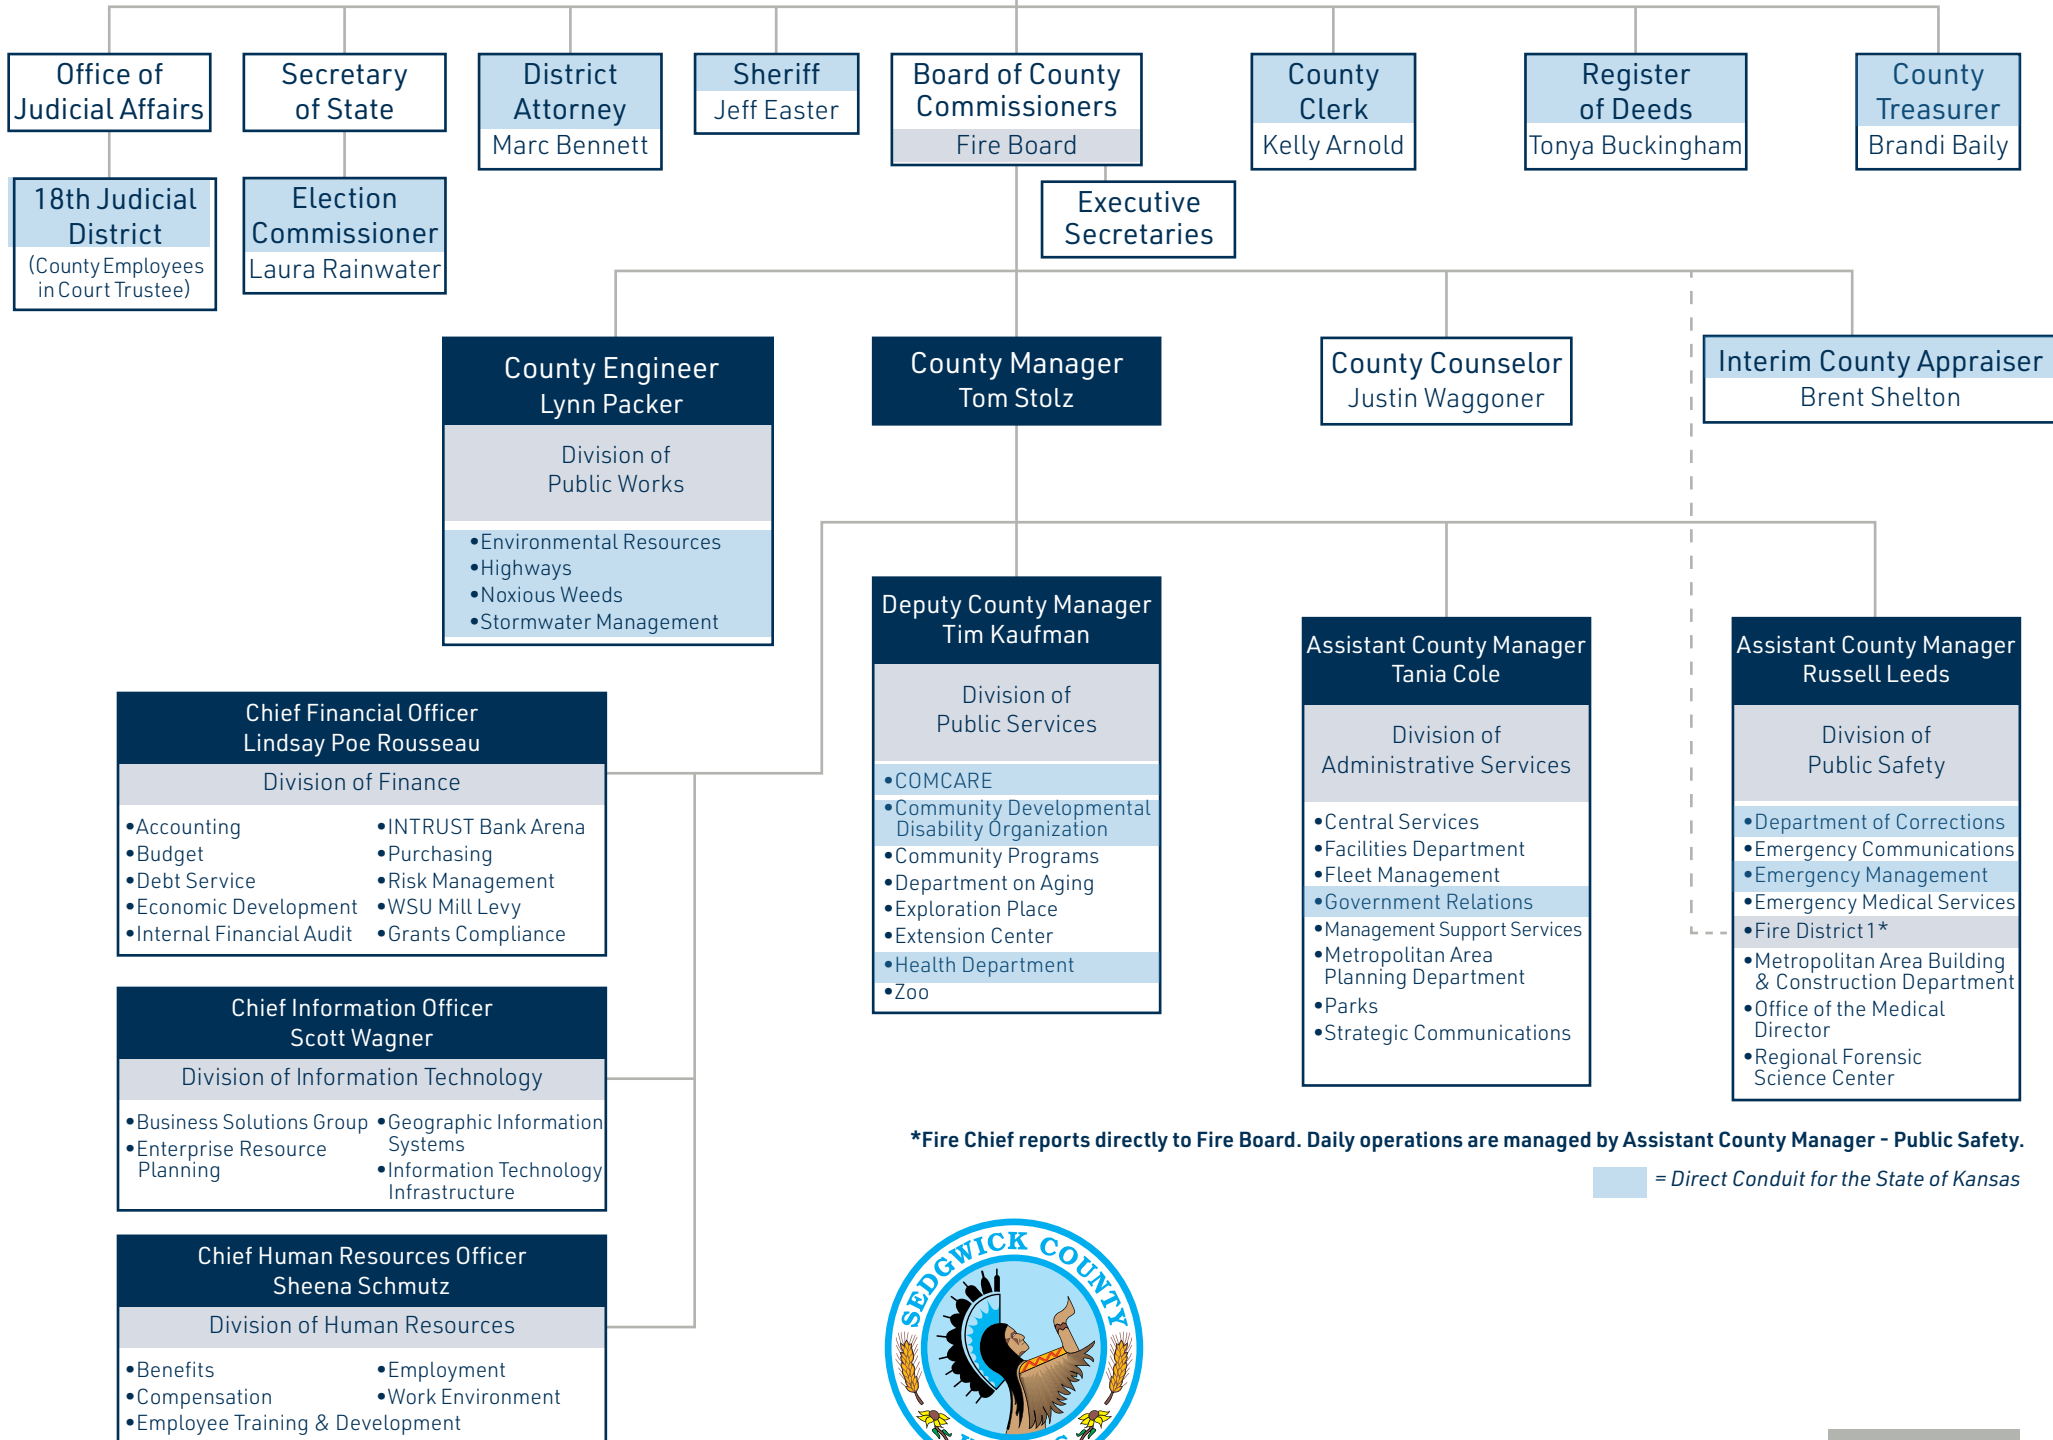 Office of
Judicial Affairs
Secretary
of State
District
Attorney
Marc Bennett
Sheriff
Jeff Easter
Board of County
Commissioners
Fire Board
County
Clerk
Kelly Arnold
Register
of Deeds
Tonya Buckingham
County
Treasurer
Brandi Baily
18th Judicial
District
(County Employees
in Court Trustee)
Election
Commissioner
Laura Rainwater
Executive
Secretaries
County Engineer
Lynn Packer
Division of
Public Works
•Environmental Resources
•Highways
•Noxious Weeds
•Stormwater Management
County Manager
Tom Stolz
County Counselor
Justin Waggoner
Interim County Appraiser
Brent Shelton
Deputy County Manager
Tim Kaufman
Division of
Public Services
•COMCARE
•Community Developmental
Disability Organization
•Community Programs
•Department on Aging
•Exploration Place
•Extension Center
•Health Department
•Zoo
Assistant County Manager
Tania Cole
Division of
Administrative Services
•Central Services
•Facilities Department
•Fleet Management
•Government Relations
•Management Support Services
•Metropolitan Area
Planning Department
•Parks
•Strategic Communications
Assistant County Manager
Russell Leeds
Division of
Public Safety
•Department of Corrections
•Emergency Communications
•Emergency Management
•Emergency Medical Services
•Fire District 1*
•Metropolitan Area Building
& Construction Department
•Office of the Medical
Director
•Regional Forensic
Science Center
Chief Financial Officer
Lindsay Poe Rousseau
Division of Finance
•Accounting
•Budget
•Debt Service
•Economic Development
•Internal Financial Audit
•INTRUST Bank Arena
•Purchasing
•Risk Management
•WSU Mill Levy
•Grants Compliance
Chief Information Officer
Scott Wagner
Division of Information Technology
•Business Solutions Group
•Enterprise Resource
Planning
•Geographic Information
Systems
•Information Technology
Infrastructure
Chief Human Resources Officer
Sheena Schmutz
Division of Human Resources
•Benefits
•Compensation
•Employee Training & Development
•Employment
•Work Environment
*Fire Chief reports directly to Fire Board. Daily operations are managed by Assistant County Manager - Public Safety.
= Direct Conduit for the State of Kansas
SEDGWICK COUNTY